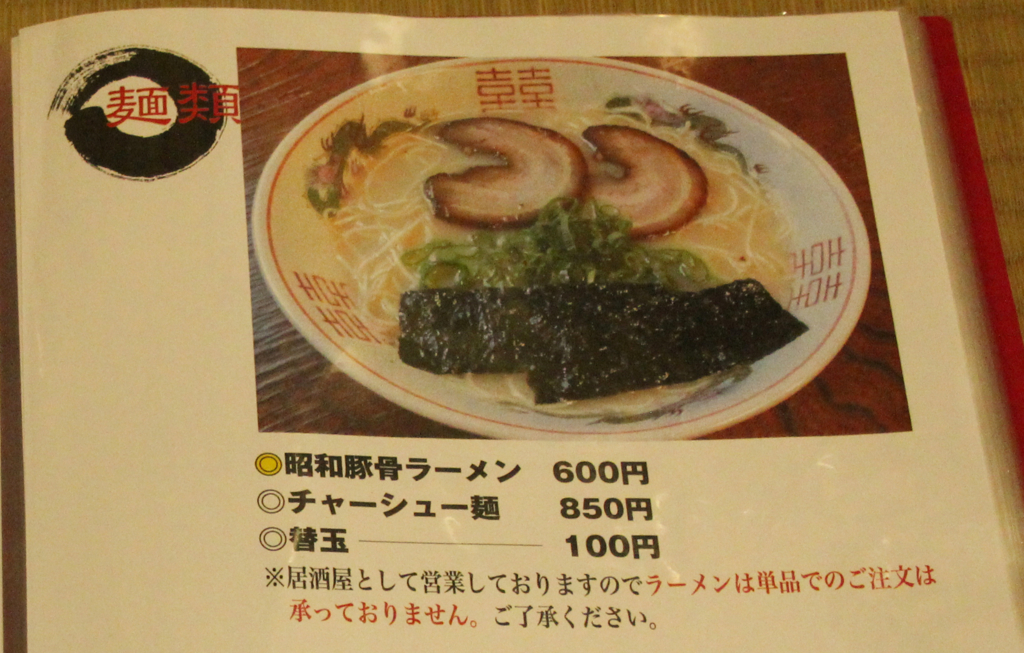 麺類
囍
囍
囍
◎昭和豚骨ラーメン 600円
◎チャーシュー麺 850円
◎替玉 ―――――― 100円
※居酒屋として営業しておりますのでラーメンは単品でのご注文は
承っておりません。ご了承ください。